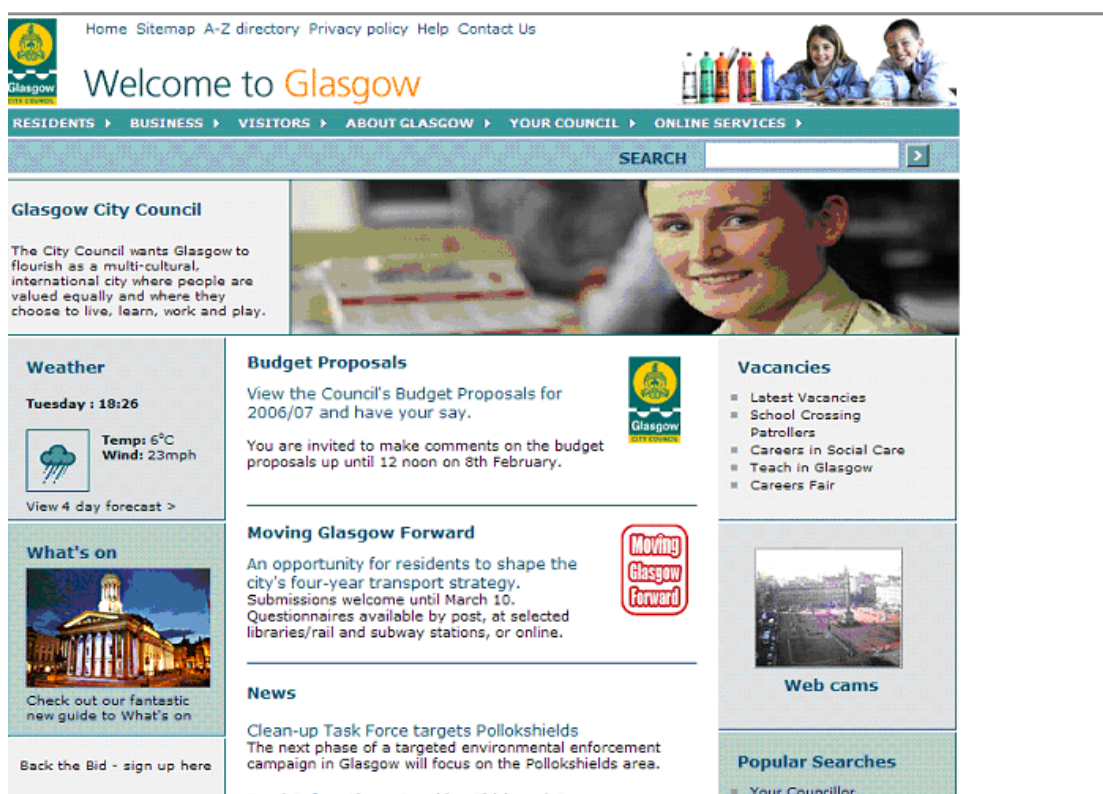 Home Sitemap A-Z directory Privacy policy Help Contact Us
Glasgow
CITY COUNCIL
Welcome to Glasgow
RESIDENTS BUSINESS VISITORS ABOUT GLASGOW YOUR COUNCIL ONLINE SERVICES
SEARCH
Glasgow City Council
The City Council wants Glasgow to
flourish as a multi-cultural,
international city where people are
valued equally and where they
choose to live, learn, work and play.
Weather
Tuesday : 18:26
Temp: 6°C
Wind: 23mph
View 4 day forecast >
What's on
Check out our fantastic
new guide to What's on
Back the Bid - sign up here
Budget Proposals
View the Council's Budget Proposals for
2006/07 and have your say.
You are invited to make comments on the budget
proposals up until 12 noon on 8th February.
Glasgow
CITY COUNCIL
Moving Glasgow Forward
An opportunity for residents to shape the
city's four-year transport strategy.
Submissions welcome until March 10.
Questionnaires available by post, at selected
libraries/rail and subway stations, or online.
Moving
Glasgow
Forward
News
Clean-up Task Force targets Pollokshields
The next phase of a targeted environmental enforcement
campaign in Glasgow will focus on the Pollokshields area.
Vacancies
Latest Vacancies
School Crossing
Patrollers
Careers in Social Care
Teach in Glasgow
Careers Fair
Web cams
Popular Searches
Your Councillor